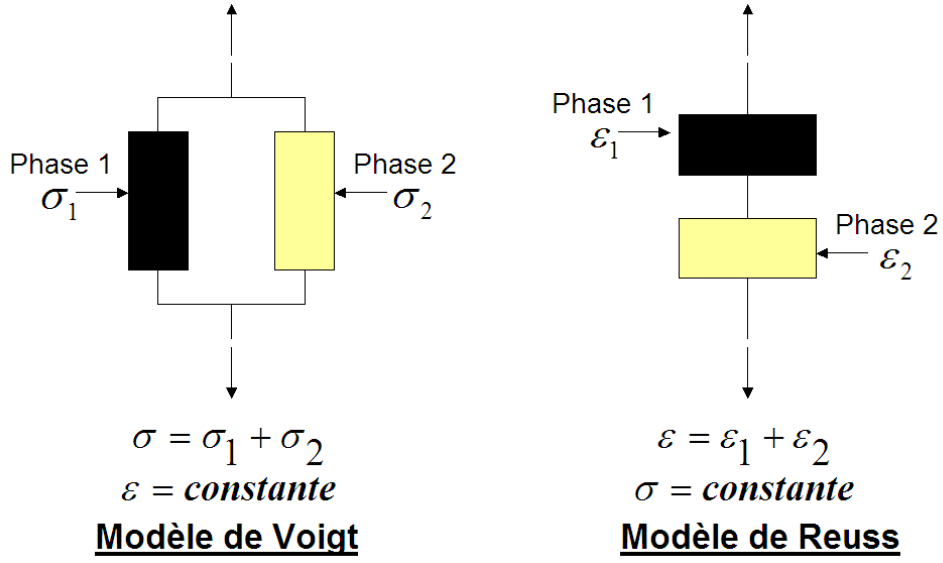 Phase 1
σ₁
Phase 2
σ₂
σ = σ₁ + σ₂
ε = constante
Modèle de Voigt
Phase 1
ε₁
Phase 2
ε₂
ε = ε₁ + ε₂
σ = constante
Modèle de Reuss